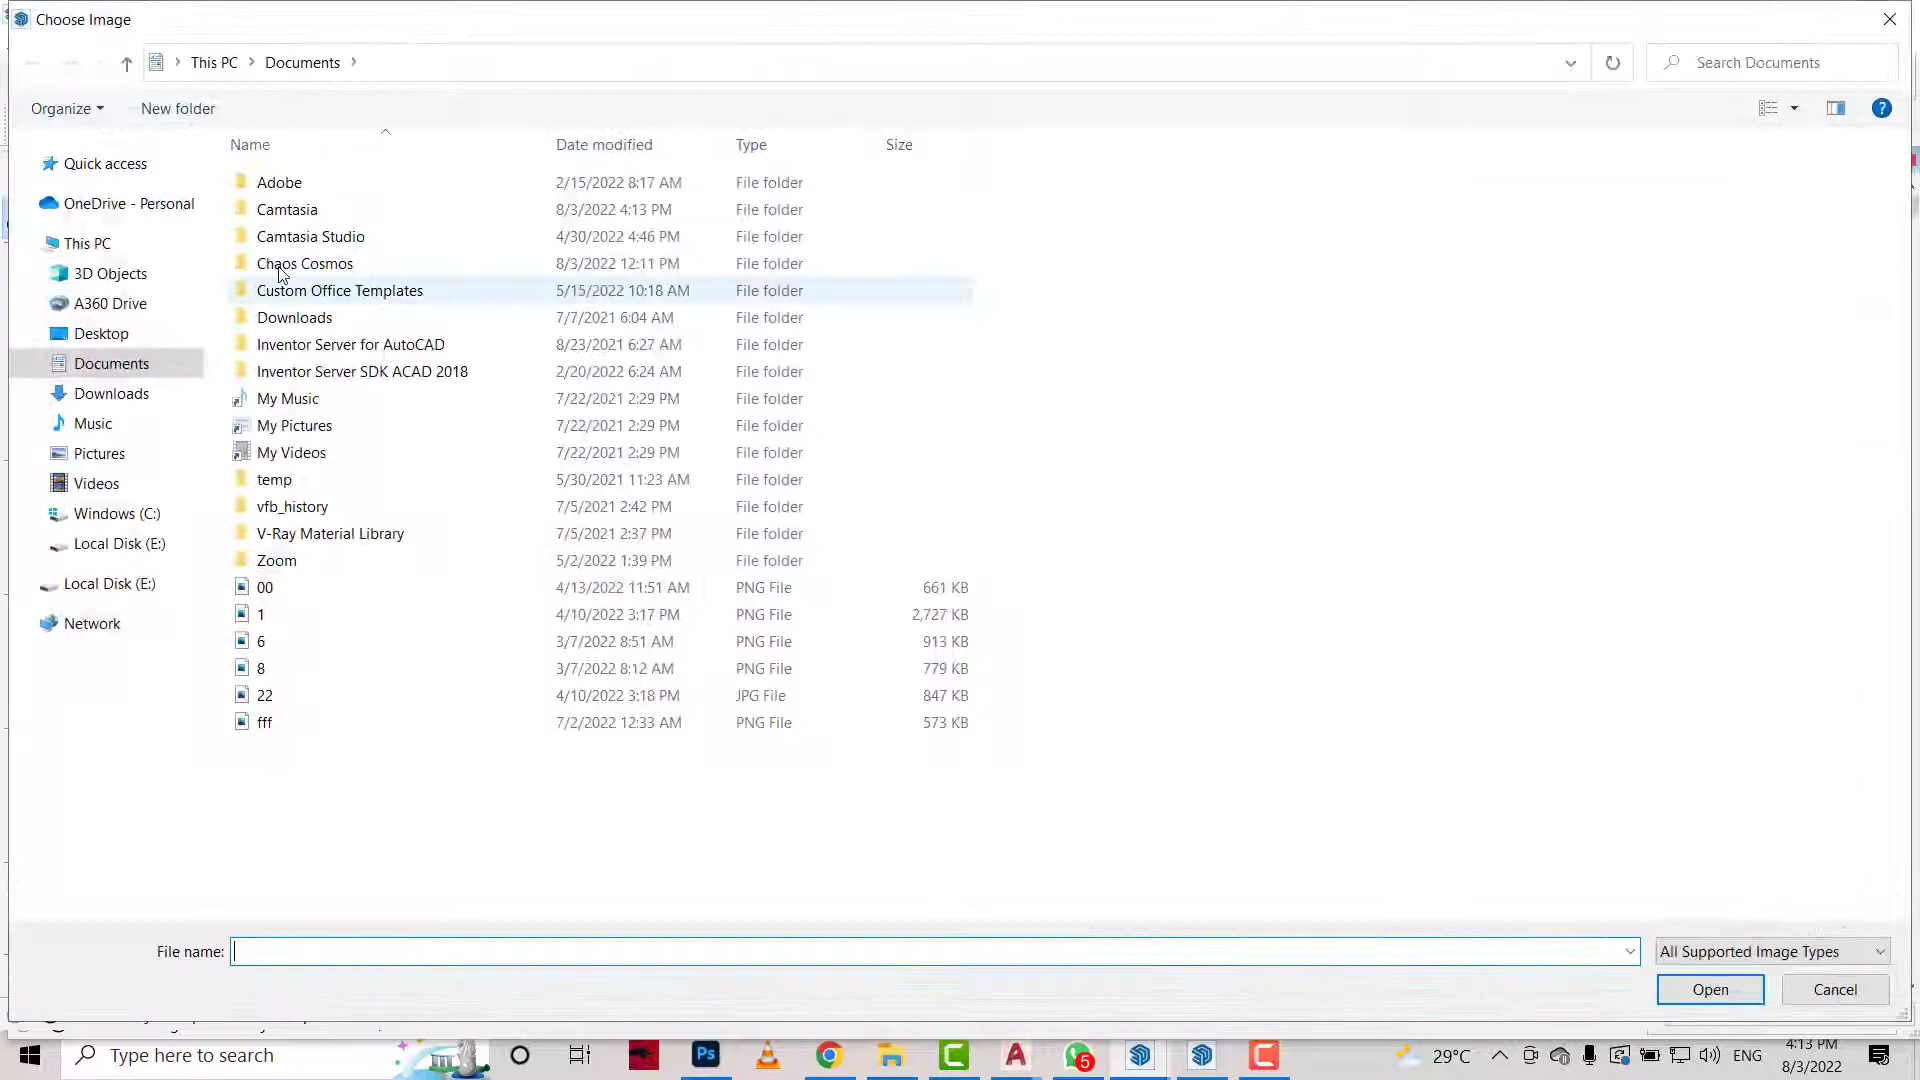 Choose Image
This PC Documents
Search Documents
Organize New folder
Name Date modified Type Size
Quick access
OneDrive - Personal
This PC
3D Objects
A360 Drive
Desktop
Documents
Downloads
Music
Pictures
Videos
Windows (C:)
Local Disk (E:)
Local Disk (E:)
Network
Adobe 2/15/2022 8:17 AM File folder
Camtasia 8/3/2022 4:13 PM File folder
Camtasia Studio 4/30/2022 4:46 PM File folder
Chaos Cosmos 8/3/2022 12:11 PM File folder
Custom Office Templates 5/15/2022 10:18 AM File folder
Downloads 7/7/2021 6:04 AM File folder
Inventor Server for AutoCAD 8/23/2021 6:27 AM File folder
Inventor Server SDK ACAD 2018 2/20/2022 6:24 AM File folder
My Music 7/22/2021 2:29 PM File folder
My Pictures 7/22/2021 2:29 PM File folder
My Videos 7/22/2021 2:29 PM File folder
temp 5/30/2021 11:23 AM File folder
vfb_history 7/5/2021 2:42 PM File folder
V-Ray Material Library 7/5/2021 2:37 PM File folder
Zoom 5/2/2022 1:39 PM File folder
00 4/13/2022 11:51 AM PNG File 661 KB
1 4/10/2022 3:17 PM PNG File 2,727 KB
6 3/7/2022 8:51 AM PNG File 913 KB
8 3/7/2022 8:12 AM PNG File 779 KB
22 4/10/2022 3:18 PM JPG File 847 KB
fff 7/2/2022 12:33 AM PNG File 573 KB
File name: All Supported Image Types
Open Cancel
Type here to search Ps 5 29°C ENG 4:13 PM
8/3/2022